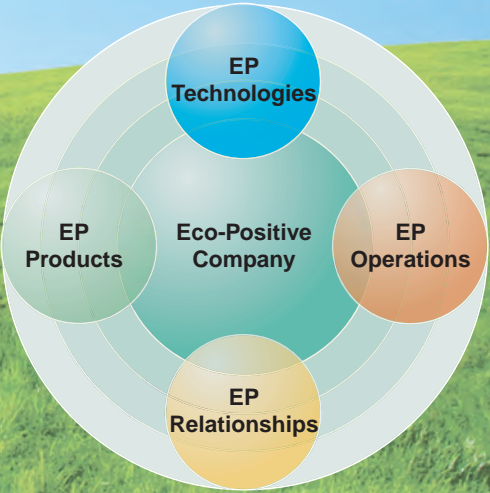 EP
Technologies
EP
Products
Eco-Positive
Company
EP
Operations
EP
Relationships